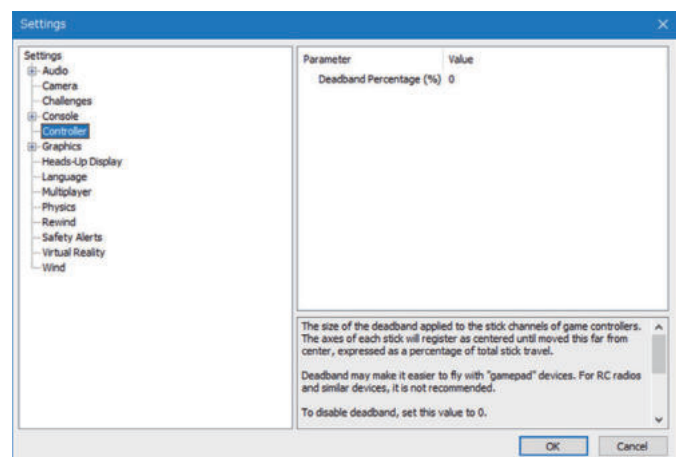 Settings
Settings
Audio
Camera
Challenges
Console
Controller
Graphics
Heads-Up Display
Language
Multiplayer
Physics
Rewind
Safety Alerts
Virtual Reality
Wind
Parameter Value
Deadband Percentage (%) 0
The size of the deadband applied to the stick channels of game controllers.
The axes of each stick will register as centered until moved this far from
center, expressed as a percentage of total stick travel.
Deadband may make it easier to fly with "gamepad" devices. For RC radios
and similar devices, it is not recommended.
To disable deadband, set this value to 0.
OK Cancel